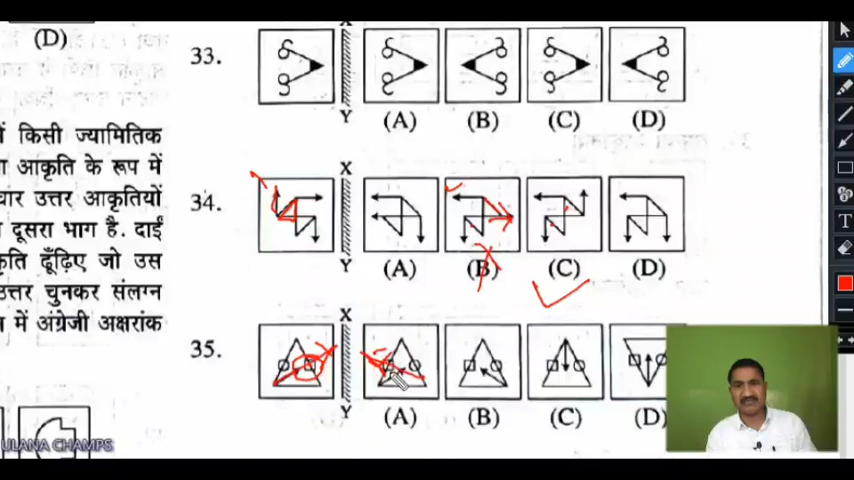 (D)
X
33.
Y
(A) (B) (C) (D)
किसी ज्यामितिक
आकृति के रूप में
चार उत्तर आकृतियों
दूसरा भाग है. दाईं
कृति ढूँढ़िए जो उस
उत्तर चुनकर संलग्न
में अंग्रेजी अक्षरांक
X
34.
Y
(A) (B) (C) (D)
X
35.
Y
(A) (B) (C) (D)
ULANA CHAMPS
T